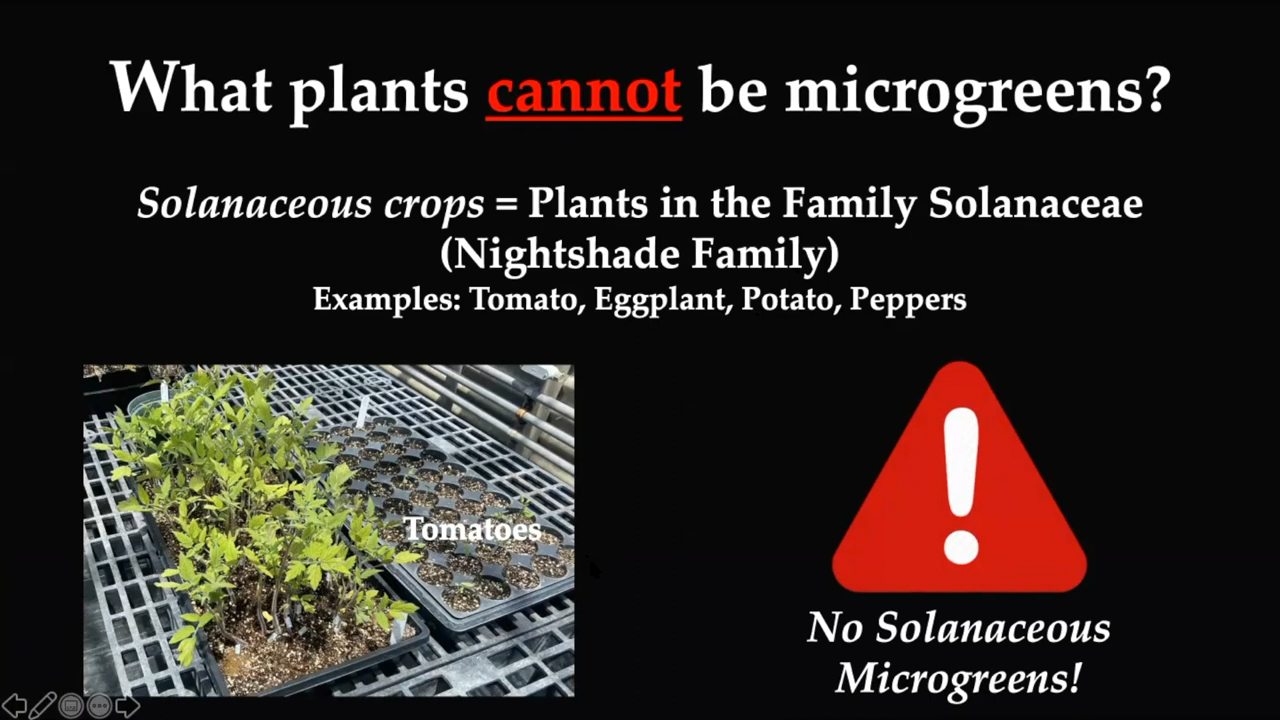 What plants cannot be microgreens?
Solanaceous crops = Plants in the Family Solanaceae
(Nightshade Family)
Examples: Tomato, Eggplant, Potato, Peppers
Tomatoes
No Solanaceous
Microgreens!